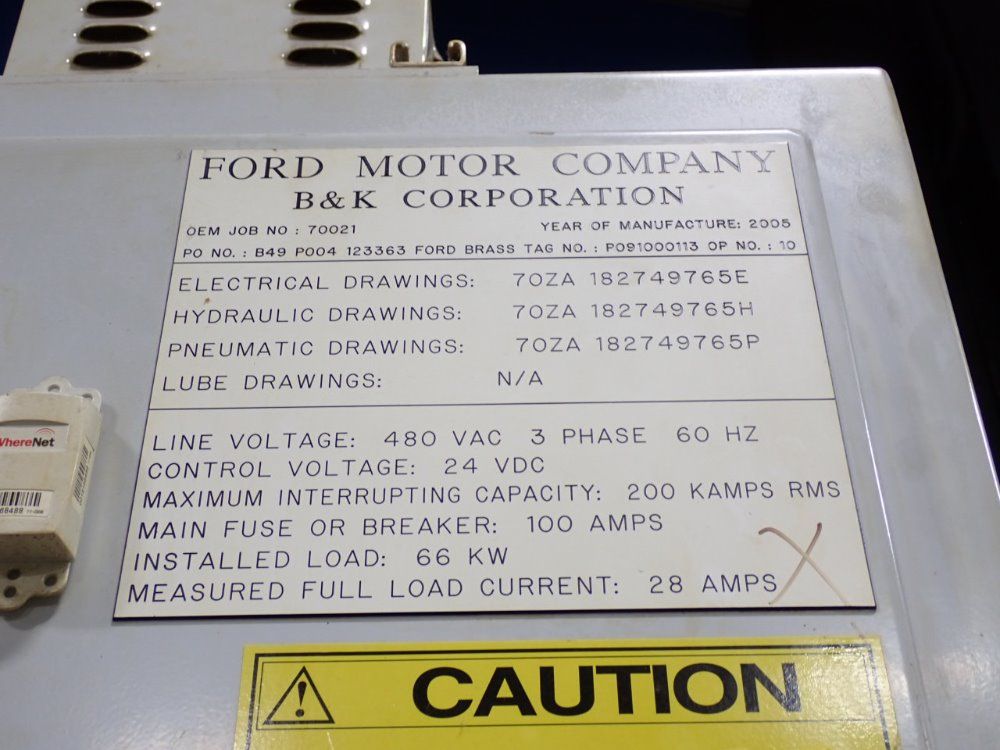 FORD MOTOR COMPANY
B&K CORPORATION
OEM JOB NO : 70021 YEAR OF MANUFACTURE: 2005
PO NO. : B49 P004 123363 FORD BRASS TAG NO. : P091000113 OP NO. : 10
ELECTRICAL DRAWINGS: 70ZA 182749765E
HYDRAULIC DRAWINGS: 70ZA 182749765H
PNEUMATIC DRAWINGS: 70ZA 182749765P
LUBE DRAWINGS: N/A
LINE VOLTAGE: 480 VAC 3 PHASE 60 HZ
CONTROL VOLTAGE: 24 VDC
MAXIMUM INTERRUPTING CAPACITY: 200 KAMPS RMS
MAIN FUSE OR BREAKER: 100 AMPS
INSTALLED LOAD: 66 KW
MEASURED FULL LOAD CURRENT: 28 AMPS
X
WhereNet
CAUTION